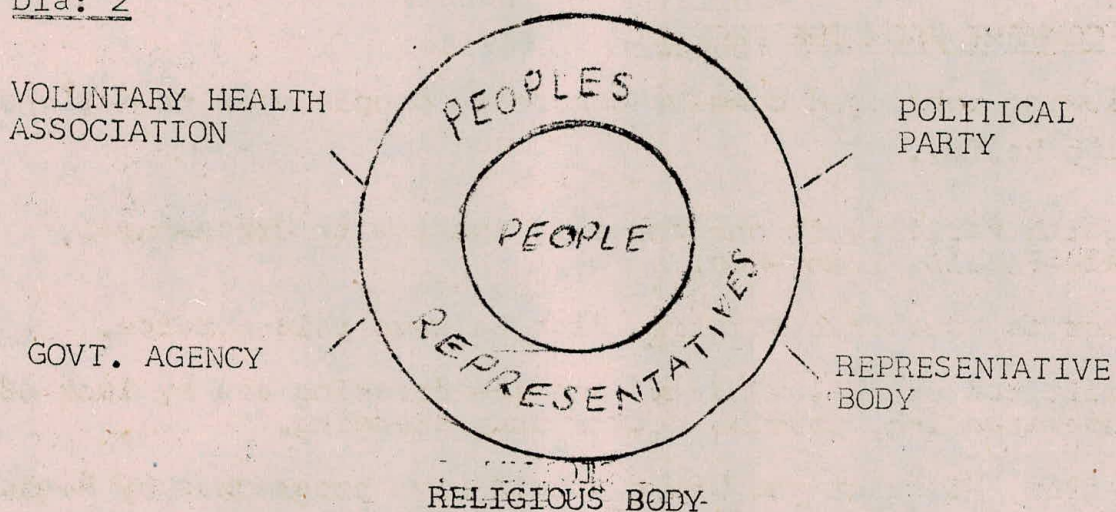 Dia: 2
VOLUNTARY HEALTH
ASSOCIATION
PEOPLES
POLITICAL
PARTY
PEOPLE
GOVT. AGENCY
REPRESENTATIVES
REPRESENTATIVE
BODY
RELIGIOUS BODY-